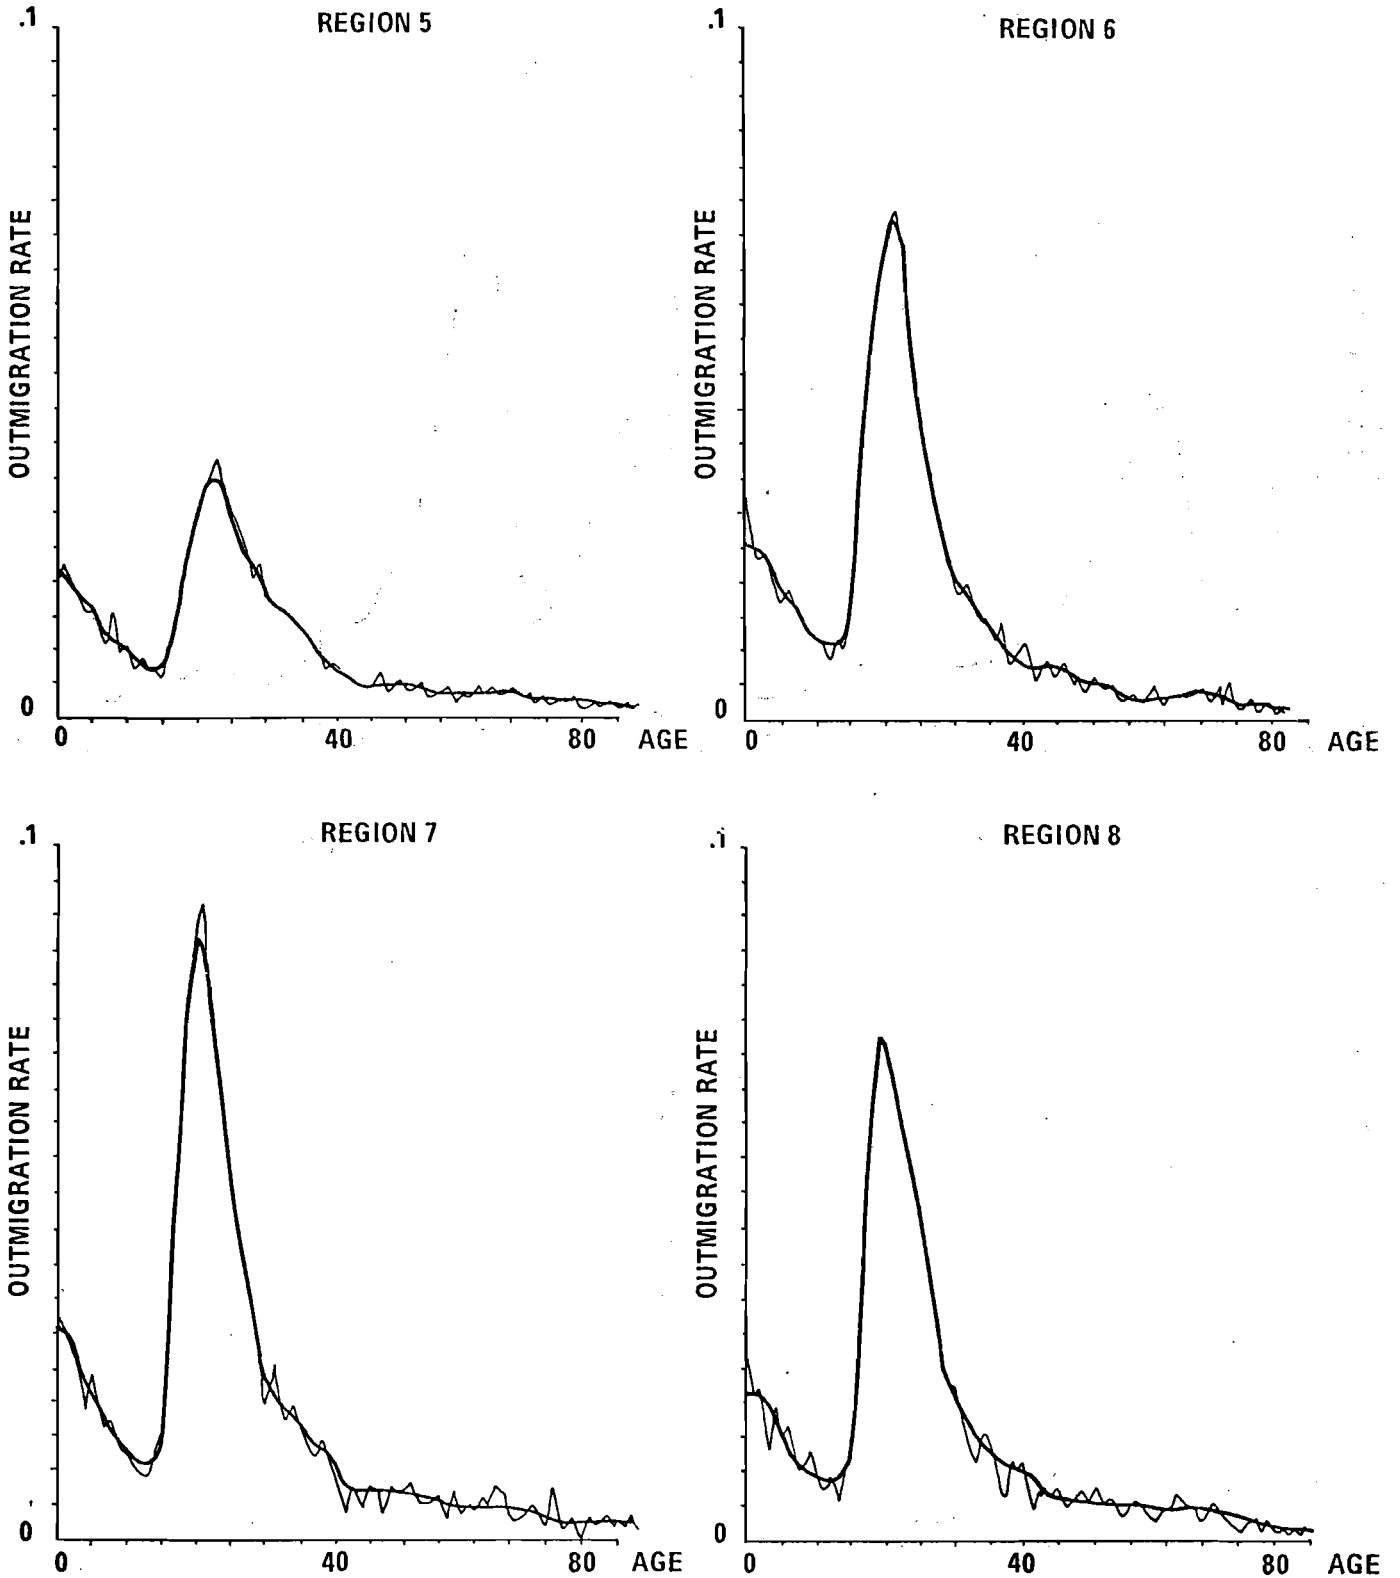 REGION 5
.1
OUTMIGRATION RATE
0
0 40 80 AGE
REGION 6
.1
OUTMIGRATION RATE
0
0 40 80 AGE
REGION 7
.1
OUTMIGRATION RATE
0
0 40 80 AGE
REGION 8
.1
OUTMIGRATION RATE
0
0 40 80 AGE